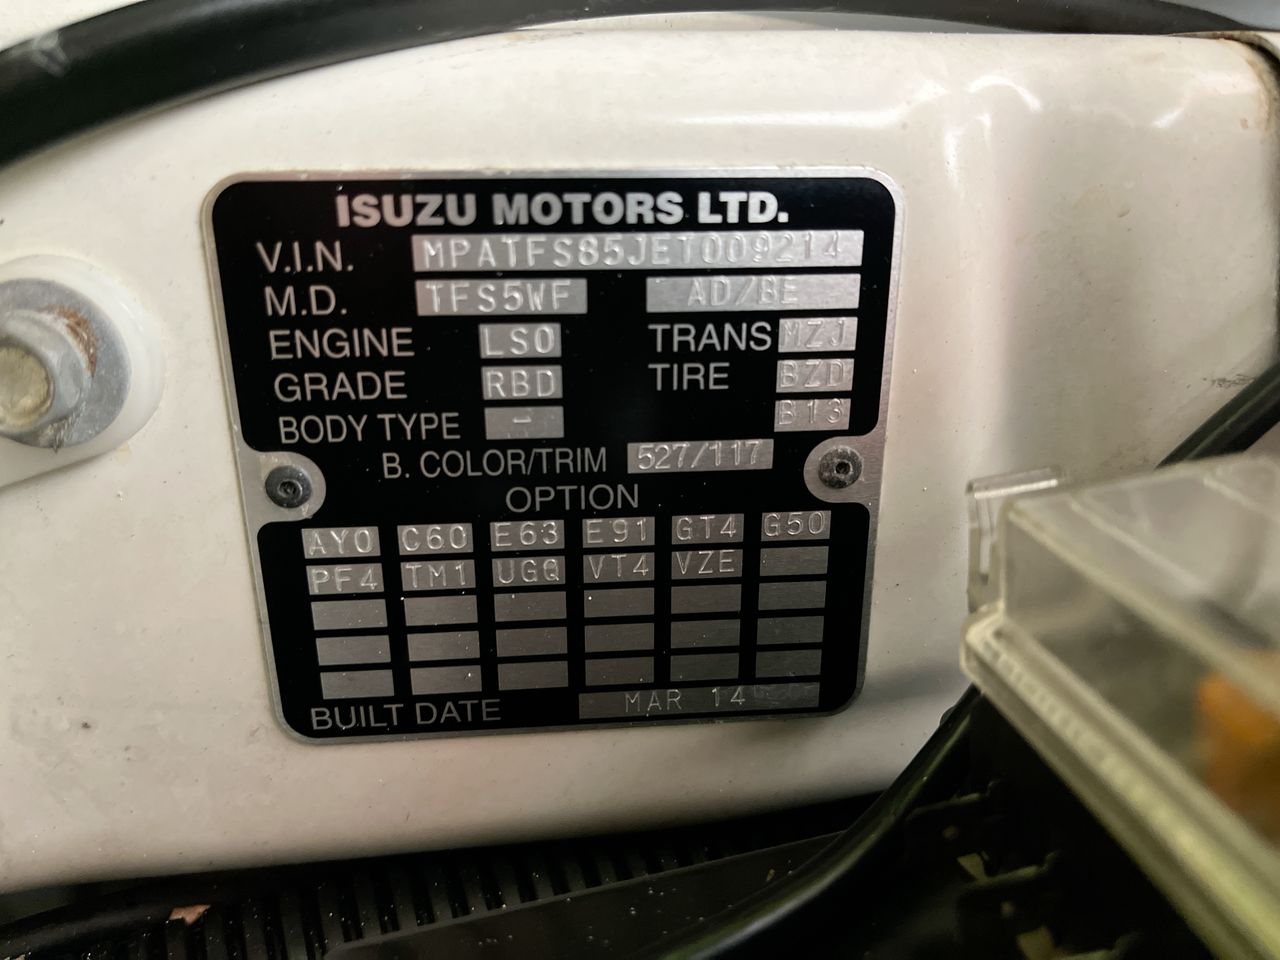 ISUZU MOTORS LTD.
V.I.N. MPATFS85JET009214
M.D. TFS5WF AD/BE
ENGINE LS0 TRANS MZJ
GRADE RBD TIRE BZD
BODY TYPE - B13
B. COLOR/TRIM 527/117
OPTION
AY0 C60 E63 E91 GT4 G50
PF4 TM1 UGQ VT4 VZE
BUILT DATE MAR 14